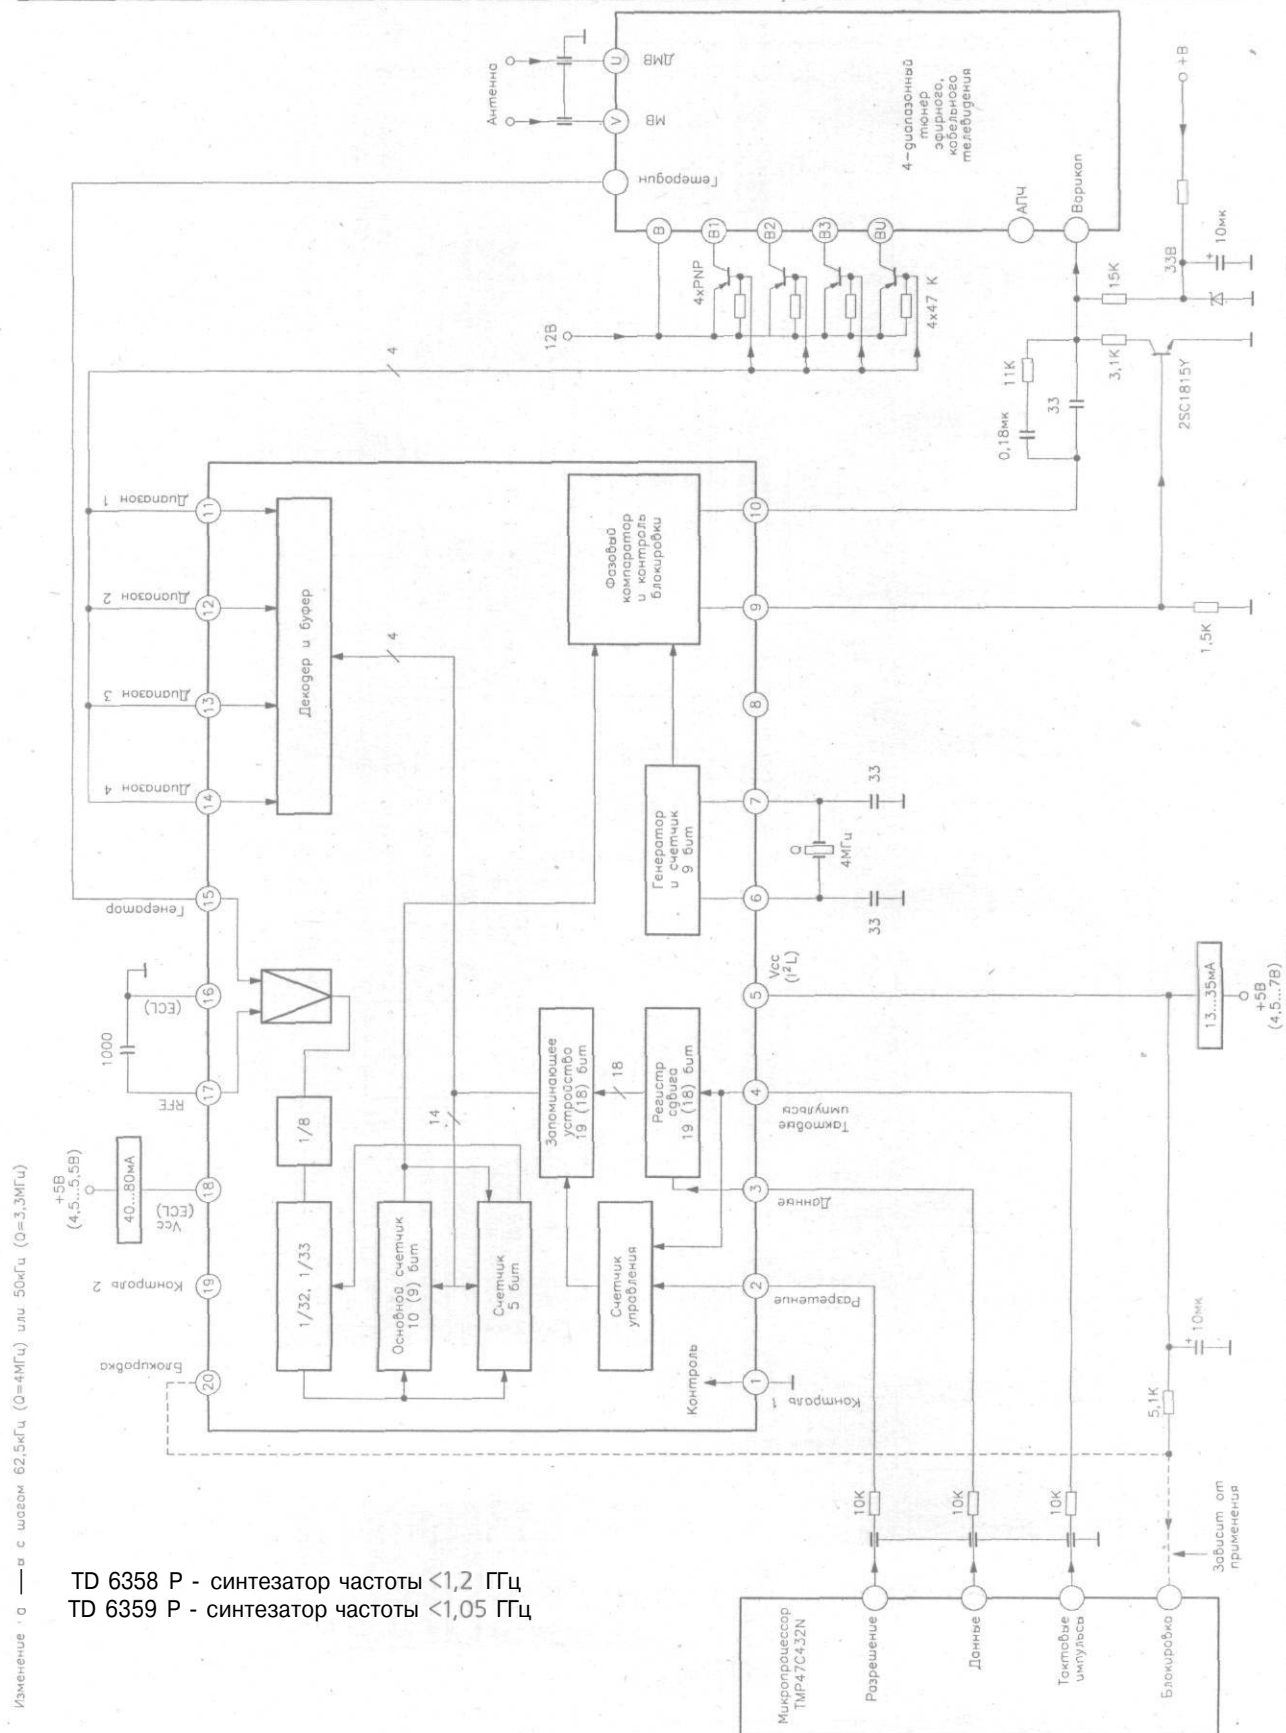 Изменение
с шагом 62,5кГц (Q=4МГц) или 50кГц (Q=3,3МГц)
TD 6358 P - синтезатор частоты <1,2 ГГц
TD 6359 P - синтезатор частоты <1,05 ГГц
Антенна
МВ
ДМВ
V
U
Гетеродин
4-диапазонный
тюнер
эфирного,
кабельного
телевидения
B
B1
B2
B3
BU
АПЧ
Варикап
12В
4xPNP
4x47 К
4
+В
33В
10мк
+
15К
3,1К
11К
0,18мк
33
2SC1815Y
1,5К
Диапазон 1
Диапазон 2
Диапазон 3
Диапазон 4
Генератор
(ECL)
1000
RFE
+5В
(4,5...5,5В)
40...80мА
Vcc
(ECL)
Контроль 2
Блокировка
11
12
13
14
15
16
17
18
19
20
Декодер и буфер
4
Фазовый
компаратор
и контроль
блокировки
Генератор
и счетчик
9 бит
1/8
1/32, 1/33
Основной счетчик
10 (9) бит
Счетчик
5 бит
14
Запоминающее
устройство
19 (18) бит
18
Регистр
сдвига
19 (18) бит
Счетчик
управления
Контроль
10
9
8
7
6
5
4
3
2
1
33
Q
4МГц
33
Vcc
(I²L)
Тактовые
импульсы
Данные
Разрешение
Контроль 1
13...35мА
+5В
(4,5...7В)
10мк
+
5,1К
10К
10К
10К
Зависит от
применения
Микропроцессор
TMP47C432N
Разрешение
Данные
Тактовые
импульсы
Блокировка